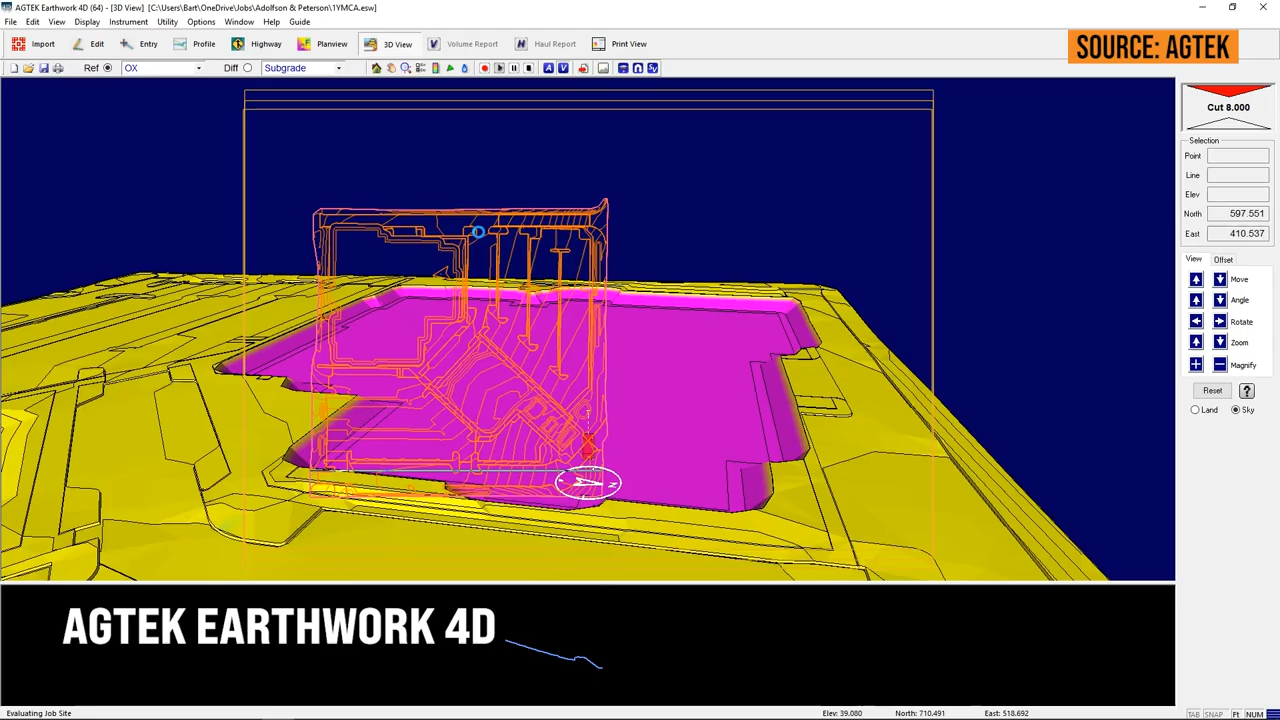 AGTEK Earthwork 4D (64) - [3D View] [C:\Users\Bart\OneDrive\Jobs\Adolfson & Peterson\1YMCA.esw]
File Edit View Display Instrument Utility Options Window Help Guide
Import Edit Entry Profile Highway Planview 3D View Volume Report Haul Report Print View
SOURCE: AGTEK
Ref OX Diff Subgrade
Cut 8.000
Selection
Point
Line
Elev
North 597.551
East 410.537
View Offset
Move
Angle
Rotate
Zoom
Magnify
Reset ?
Land Sky
AGTEK EARTHWORK 4D
Evaluating Job Site Elev: 39.080 North: 710.491 East: 518.692 TAB SNAP Ft NUM